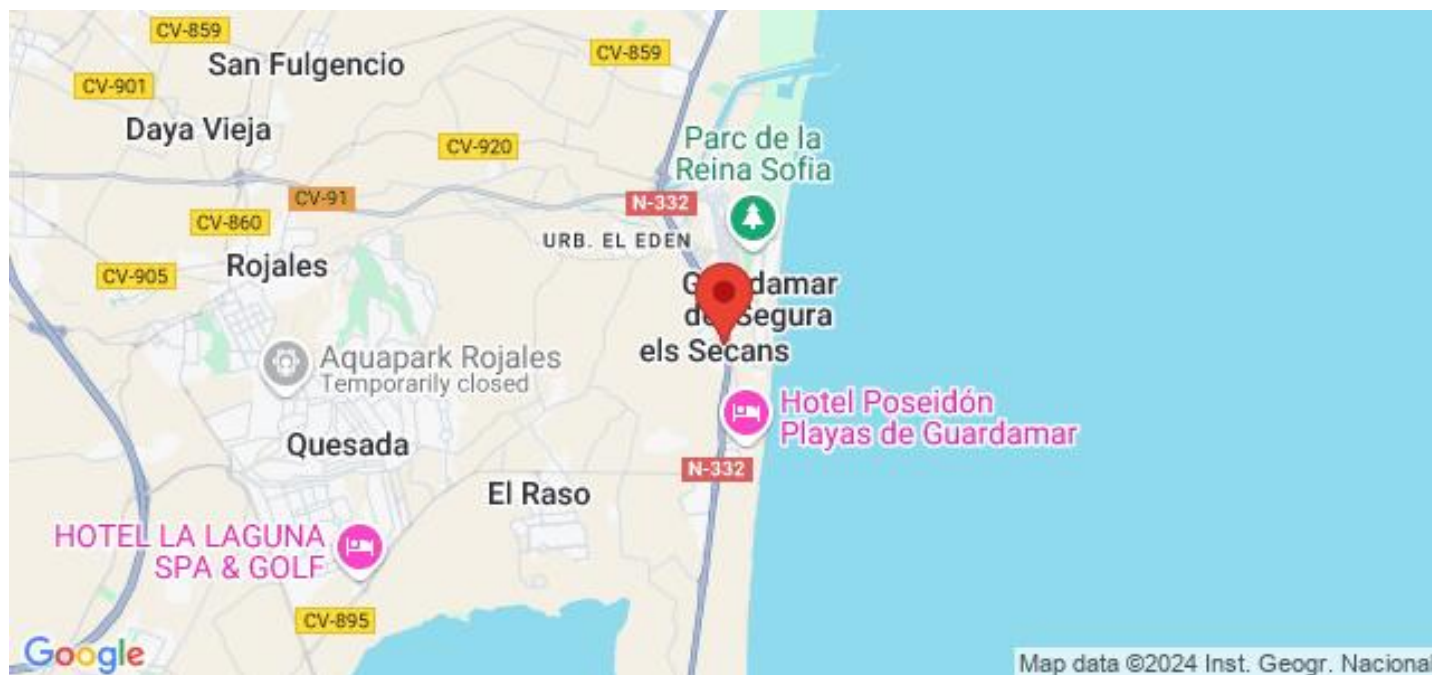 CV-859
San Fulgencio
CV-859
CV-901
Daya Vieja
CV-920
Parc de la
Reina Sofia
CV-91
N-332
CV-860
URB. EL EDEN
Rojales
CV-905
Segura
els Secans
Aquapark Rojales
Temporarily closed
Hotel Poseidón
Playas de Guardamar
Quesada
N-332
El Raso
HOTEL LA LAGUNA
SPA & GOLF
CV-895
Google
Map data ©2024 Inst. Geogr. Nacional